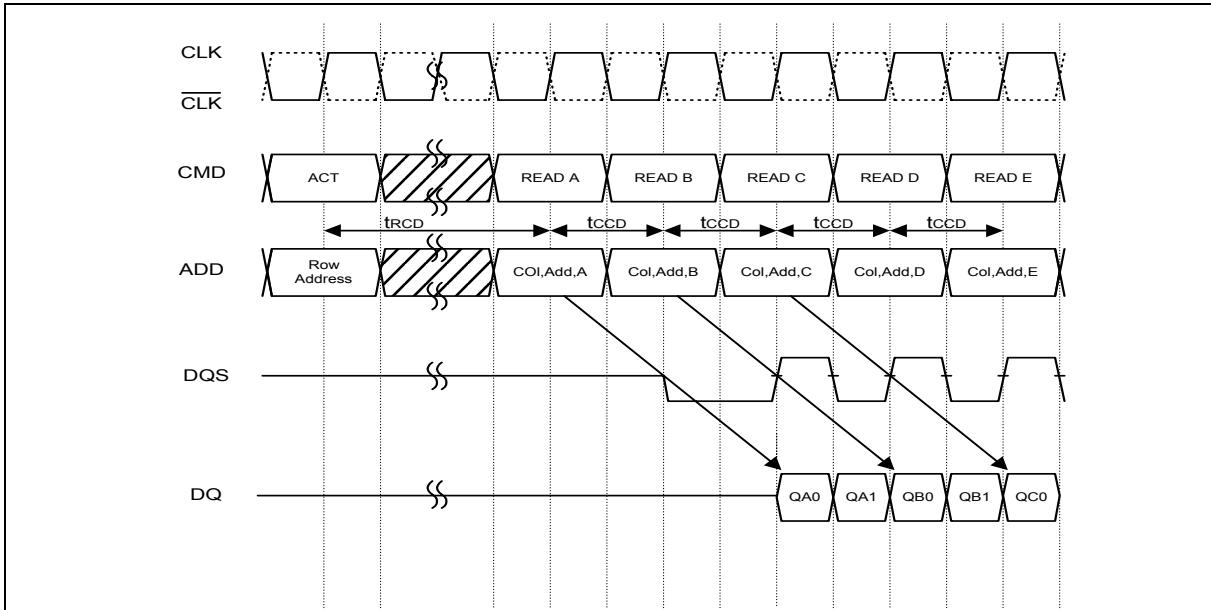 CLK
CLK
CMD
ACT
READ A
READ B
READ C
READ D
READ E
tRCD
tCCD
tCCD
tCCD
tCCD
ADD
Row
Address
COl,Add,A
Col,Add,B
Col,Add,C
Col,Add,D
Col,Add,E
DQS
DQ
QA0
QA1
QB0
QB1
QC0